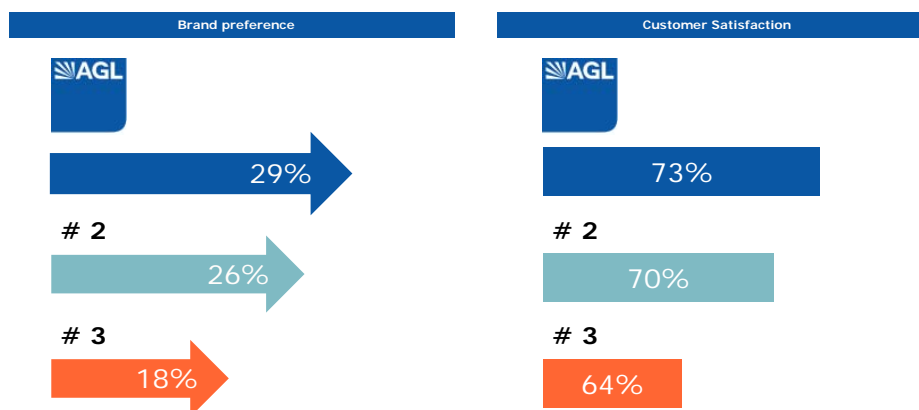 Brand preference
AGL
29%
# 2
26%
# 3
18%
Customer Satisfaction
AGL
73%
# 2
70%
# 3
64%